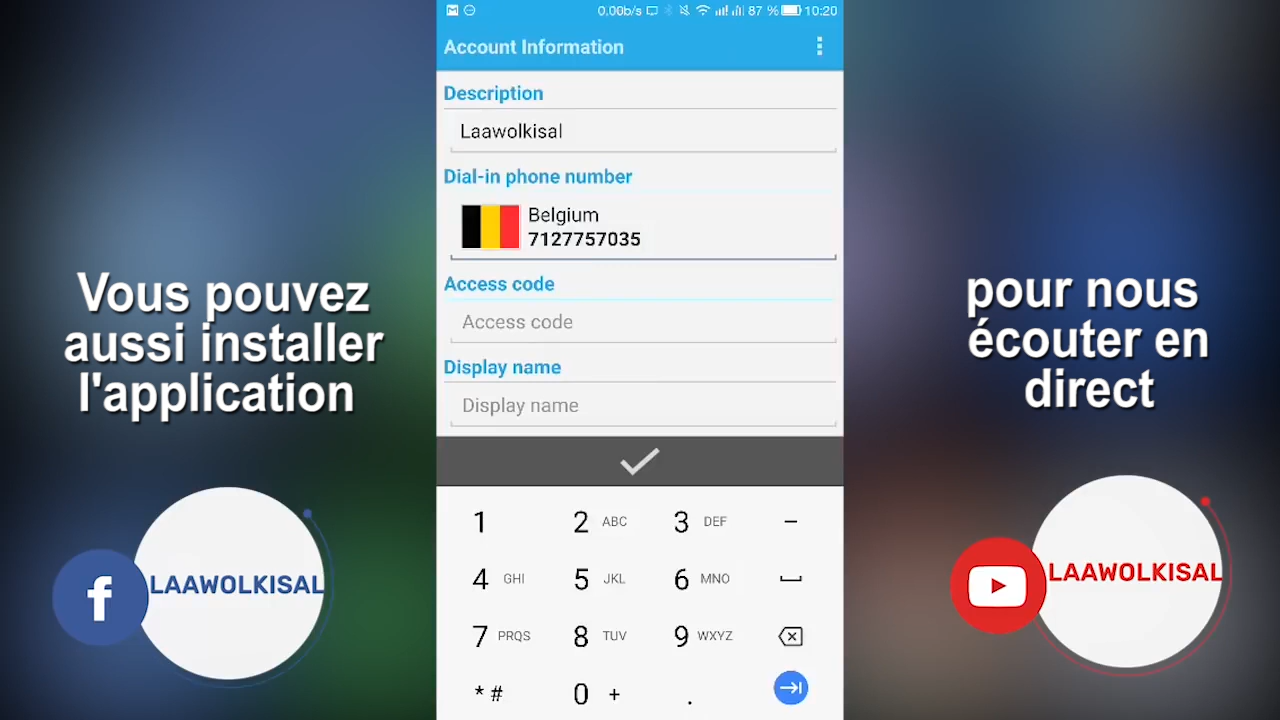 0.00b/s 87 % 10:20
Account Information
Description
Laawolkisal
Dial-in phone number
Belgium
7127757035
Access code
Access code
Display name
Display name
Vous pouvez
aussi installer
l'application
pour nous
écouter en
direct
f
LAAWOLKISAL
LAAWOLKISAL
1 2 ABC 3 DEF -
4 GHI 5 JKL 6 MNO
7 PQRS 8 TUV 9 WXYZ
* # 0 + .